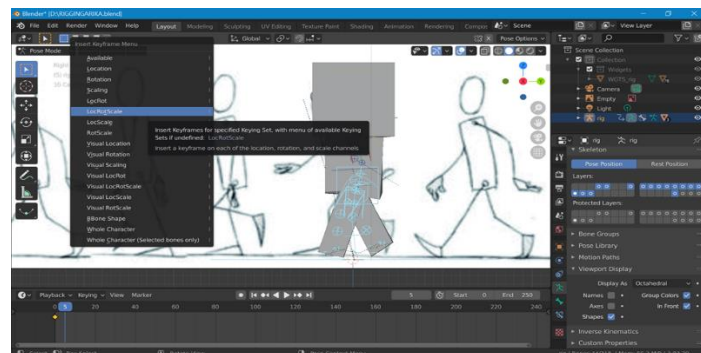 Blender* [D:\RIGGINGARIKA.blend]
File Edit Render Window Help Layout Modeling Sculpting UV Editing Texture Paint Shading Animation Rendering Compos Scene View Layer
Global Pose Options
Pose Mode
Insert Keyframe Menu
Available
Location
Rotation
Scaling
LocRot
LocRotScale
LocScale
RotScale
Visual Location
Visual Rotation
Visual Scaling
Visual LocRot
Visual LocRotScale
Visual LocScale
Visual RotScale
BBone Shape
Whole Character
Whole Character (Selected bones only)
Insert Keyframes for specified Keying Set, with menu of available Keying
Sets if undefined: LocRotScale
Insert a keyframe on each of the location, rotation, and scale channels
Scene Collection
Collection
Widgets
WGTS_rig
Camera
Empty
Light
rig
rig rig
Skeleton
Pose Position Rest Position
Layers:
Protected Layers:
Bone Groups
Pose Library
Motion Paths
Viewport Display
Display As Octahedral
Names Group Colors
Axes In Front
Shapes
Inverse Kinematics
Custom Properties
Playback Keying View Marker 5 Start 0 End 250
0 5 20 40 60 80 100 120 140 160 180 200 220 240